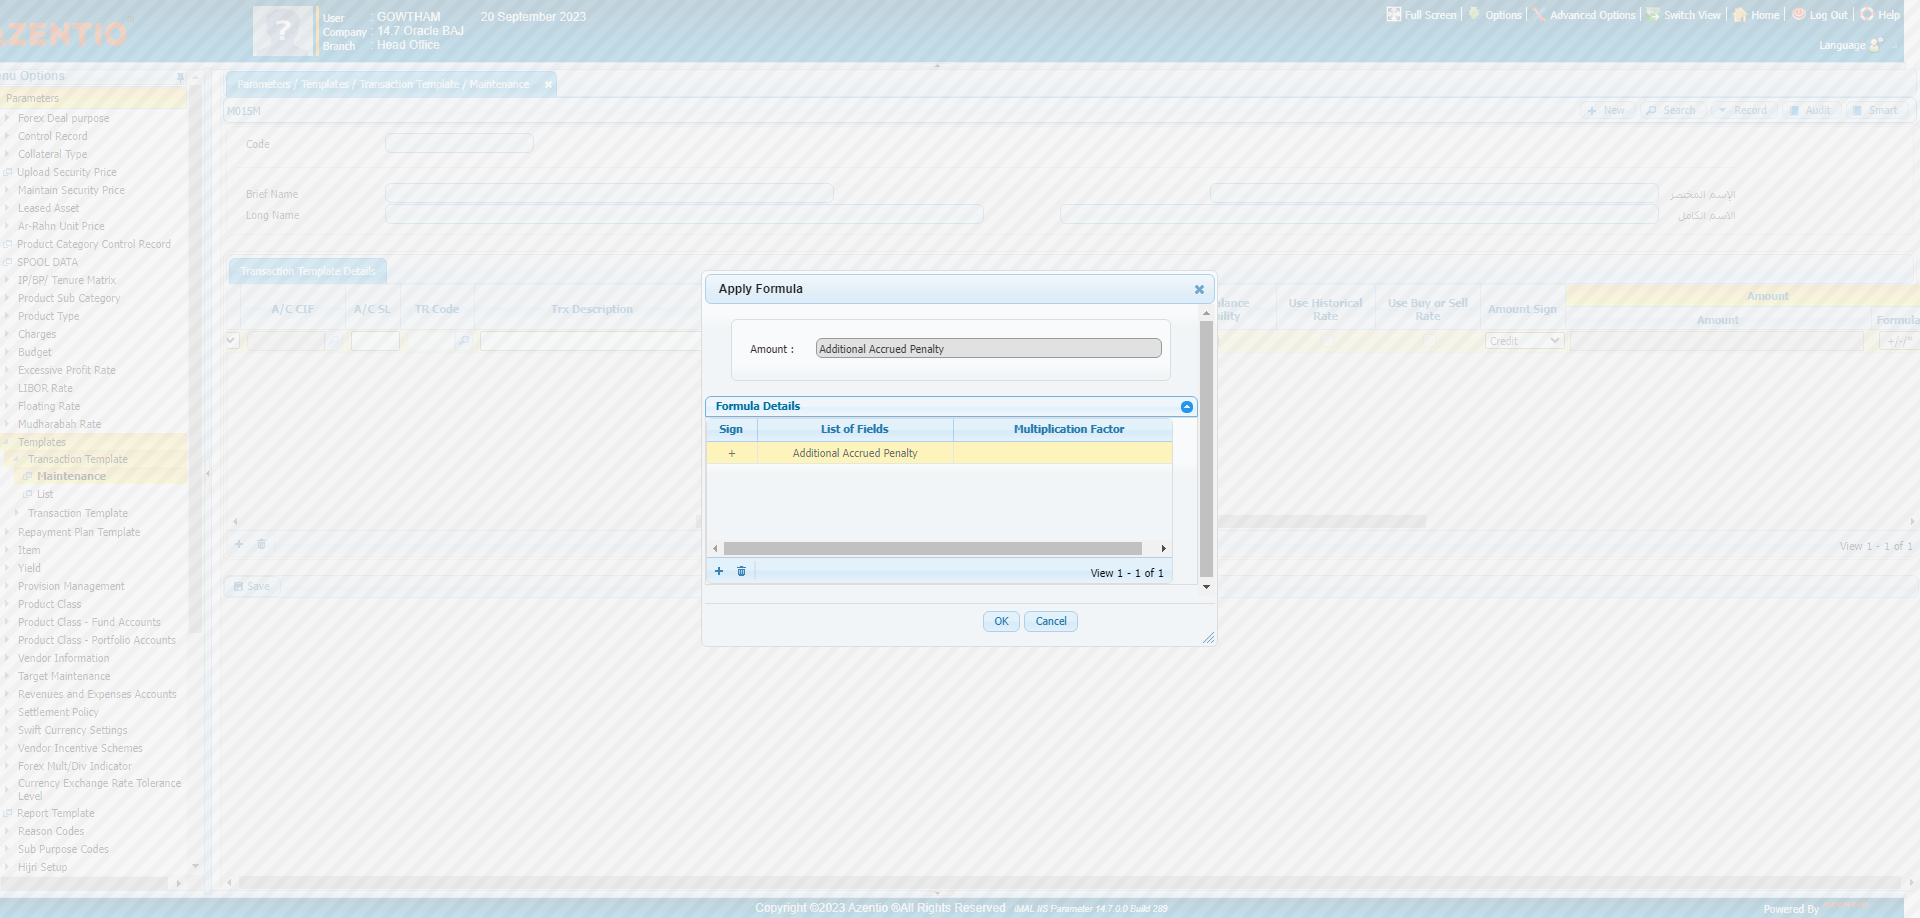 AZENTIO
User : GOWTHAM 20 September 2023
Company : 14.7 Oracle BAJ
Branch : Head Office
Full Screen Options Advanced Options Switch View Home Log Out Help
Language
nu Options
Parameters
Forex Deal purpose
Control Record
Collateral Type
Upload Security Price
Maintain Security Price
Leased Asset
Ar-Rahn Unit Price
Product Category Control Record
SPOOL DATA
IP/BP/ Tenure Matrix
Product Sub Category
Product Type
Charges
Budget
Excessive Profit Rate
LIBOR Rate
Floating Rate
Mudharabah Rate
Templates
Transaction Template
Maintenance
List
Transaction Template
Repayment Plan Template
Item
Yield
Provision Management
Product Class
Product Class - Fund Accounts
Product Class - Portfolio Accounts
Vendor Information
Target Maintenance
Revenues and Expenses Accounts
Settlement Policy
Swift Currency Settings
Vendor Incentive Schemes
Forex Mult/Div Indicator
Currency Exchange Rate Tolerance
Level
Report Template
Reason Codes
Sub Purpose Codes
Hijri Setup
Parameters / Templates / Transaction Template / Maintenance
M015M
New Search Record Audit Smart
Code
Brief Name الإسم المختصر
Long Name الاسم الكامل
Transaction Template Details
A/C CIF A/C SL TR Code Trx Description
lance
ility
Use Historical
Rate
Use Buy or Sell
Rate
Amount Sign
Amount
Amount Formula
Credit +/-/*
View 1 - 1 of 1
Save
Apply Formula
Amount : Additional Accrued Penalty
Formula Details
Sign List of Fields Multiplication Factor
+ Additional Accrued Penalty
View 1 - 1 of 1
OK Cancel
Copyright ©2023 Azentio ®All Rights Reserved iMAL IIS Parameter 14.7.0.0 Build 289
Powered By